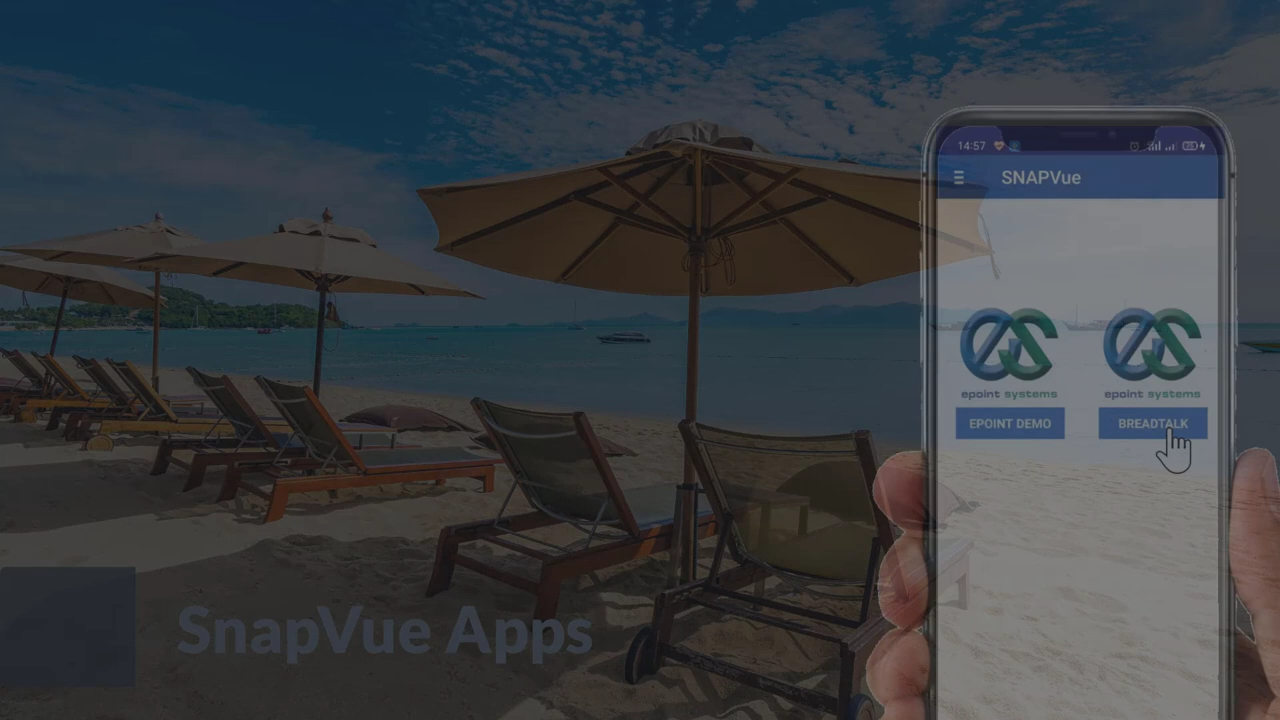 14:57
SNAPVue
epoint systems
epoint systems
EPOINT DEMO
BREADTALK
SnapVue Apps